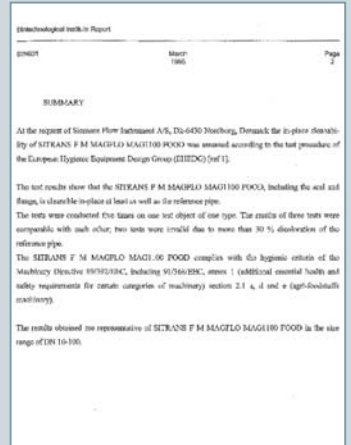 Biotechnological Institute Report
March Page
1995 2
SUMMARY
At the request of Siemens Flow Instrument A/S, DK-6430 Nordborg, Denmark the in-place cleanabi-
lity of SITRANS F M MAGFLO MAG1100 FOOD was assessed according to the test procedure of
the European Hygienic Equipment Design Group (EHEDG) [ref 1].
The test results show that the SITRANS F M MAGFLO MAG1100 FOOD, including the seal and
flange, is cleanable in-place at least as well as the reference pipe.
The tests were conducted five times on one test object of one type. The results of three tests were
comparable with each other; two tests were invalid due to more than 30 % discoloration of the
reference pipe.
The SITRANS F M MAGFLO MAG1100 FOOD complies with the hygienic criteria of the
Machinery Directive 89/392/EEC, including 91/368/EEC, annex 1 (additional essential health and
safety requirements for certain categories of machinery) section 2.1 a, d and e (agri-foodstuffs
machinery).
The results obtained are representative of SITRANS F M MAGFLO MAG1100 FOOD in the size
range of DN 10-100.